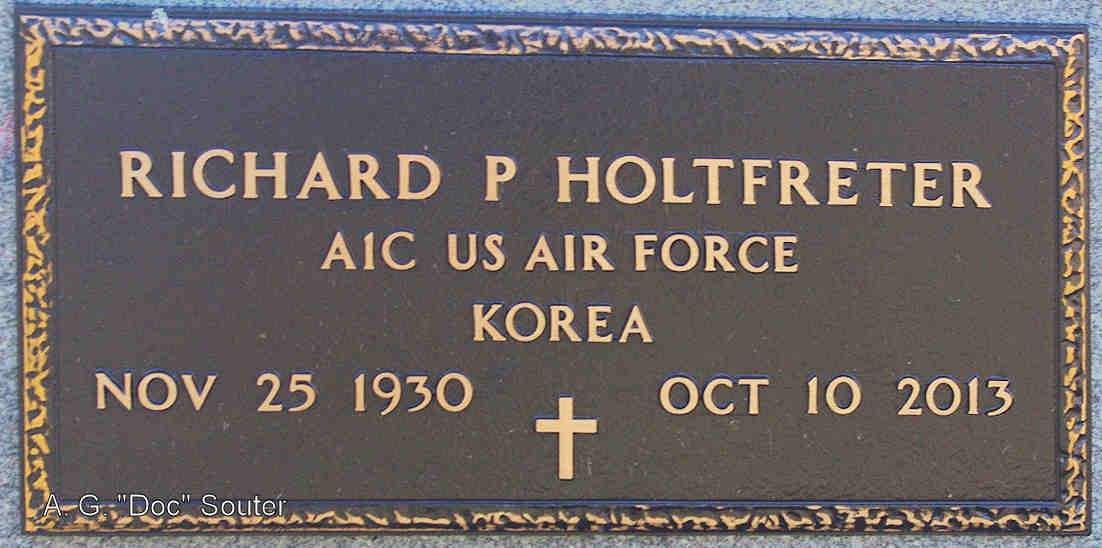 RICHARD P HOLTFRETER
A1C US AIR FORCE
KOREA
NOV 25 1930 OCT 10 2013
A. G. "Doc" Souter